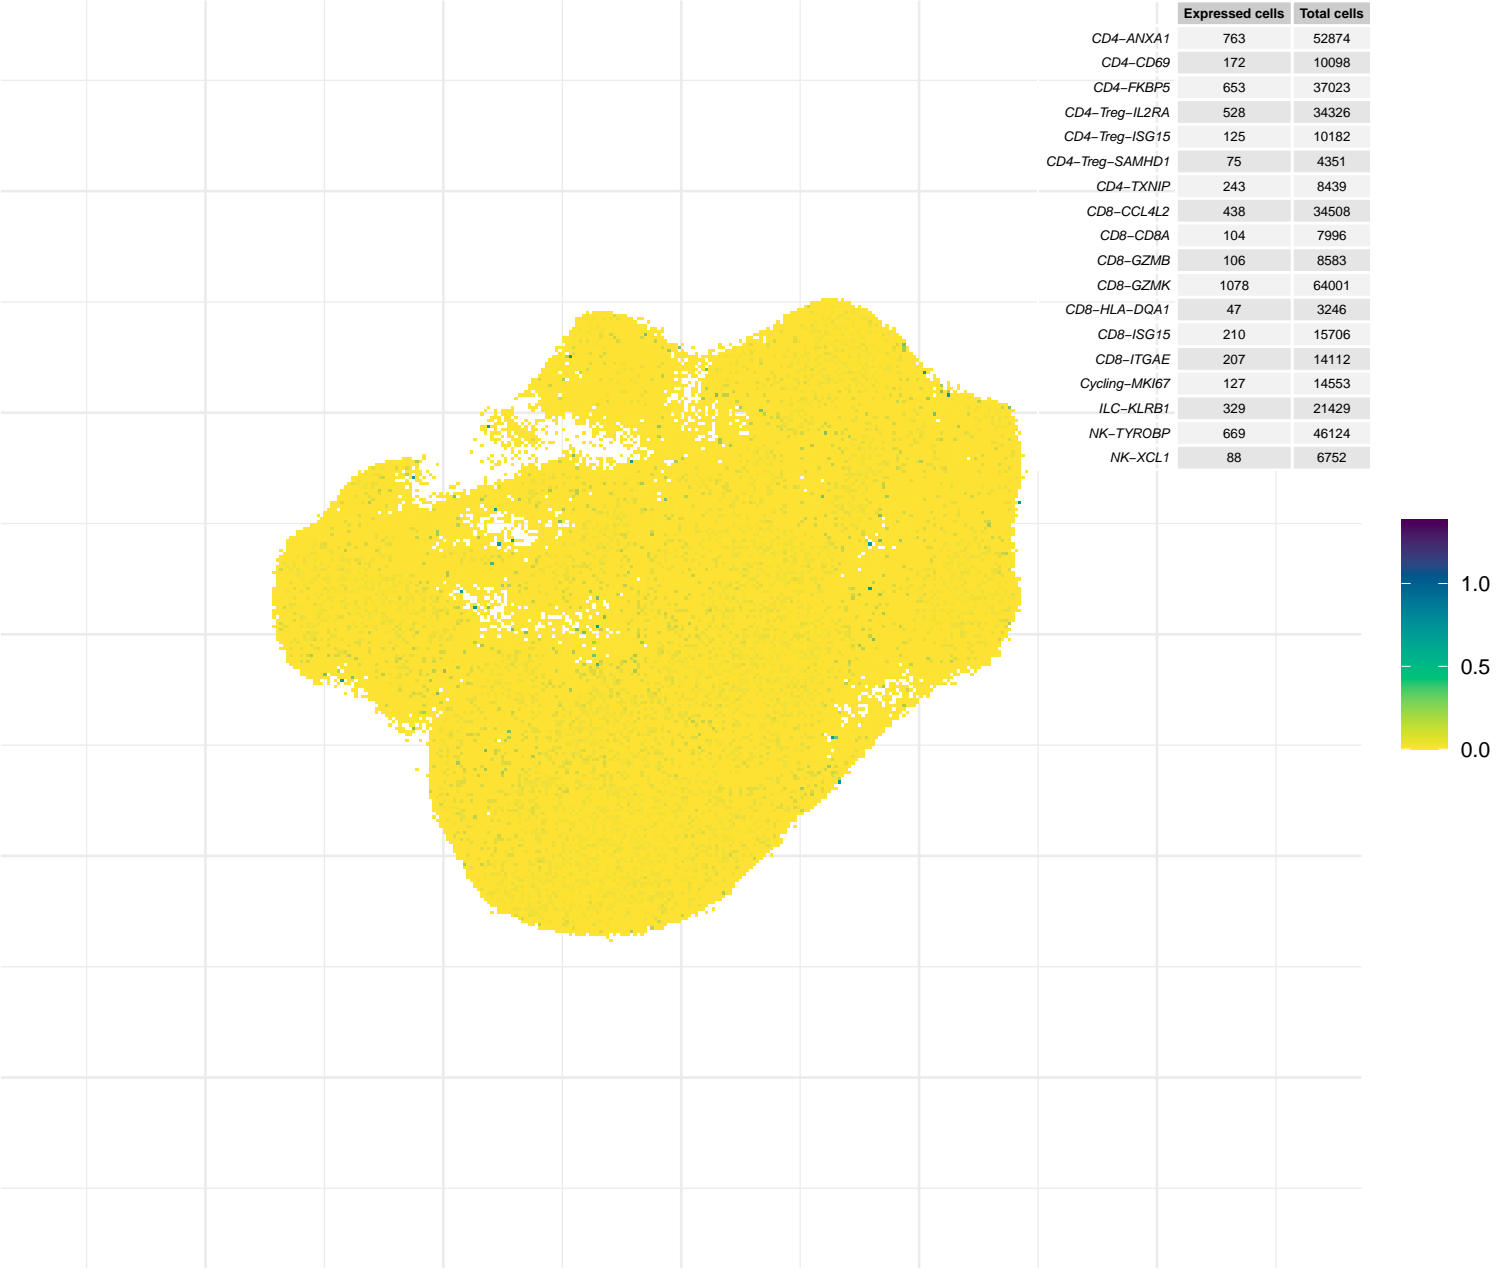 Expressed cells Total cells
CD4−ANXA1 763 52874
CD4−CD69 172 10098
CD4−FKBP5 653 37023
CD4−Treg−IL2RA 528 34326
CD4−Treg−ISG15 125 10182
CD4−Treg−SAMHD1 75 4351
CD4−TXNIP 243 8439
CD8−CCL4L2 438 34508
CD8−CD8A 104 7996
CD8−GZMB 106 8583
CD8−GZMK 1078 64001
CD8−HLA−DQA1 47 3246
CD8−ISG15 210 15706
CD8−ITGAE 207 14112
Cycling−MKI67 127 14553
ILC−KLRB1 329 21429
NK−TYROBP 669 46124
NK−XCL1 88 6752
1.0
0.5
0.0